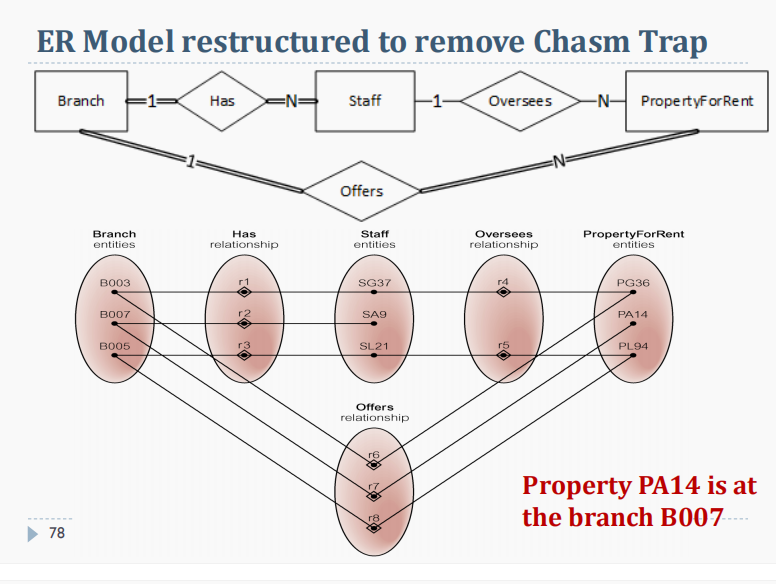 ER Model restructured to remove Chasm Trap
Branch 1 Has N Staff 1 Oversees N PropertyForRent
1 N
Offers
Branch Has Staff Oversees PropertyForRent
entities relationship entities relationship entities
B003 r1 SG37 r4 PG36
B007 r2 SA9 PA14
B005 r3 SL21 r5 PL94
Offers
relationship
r6
r7
r8
Property PA14 is at
the branch B007
78